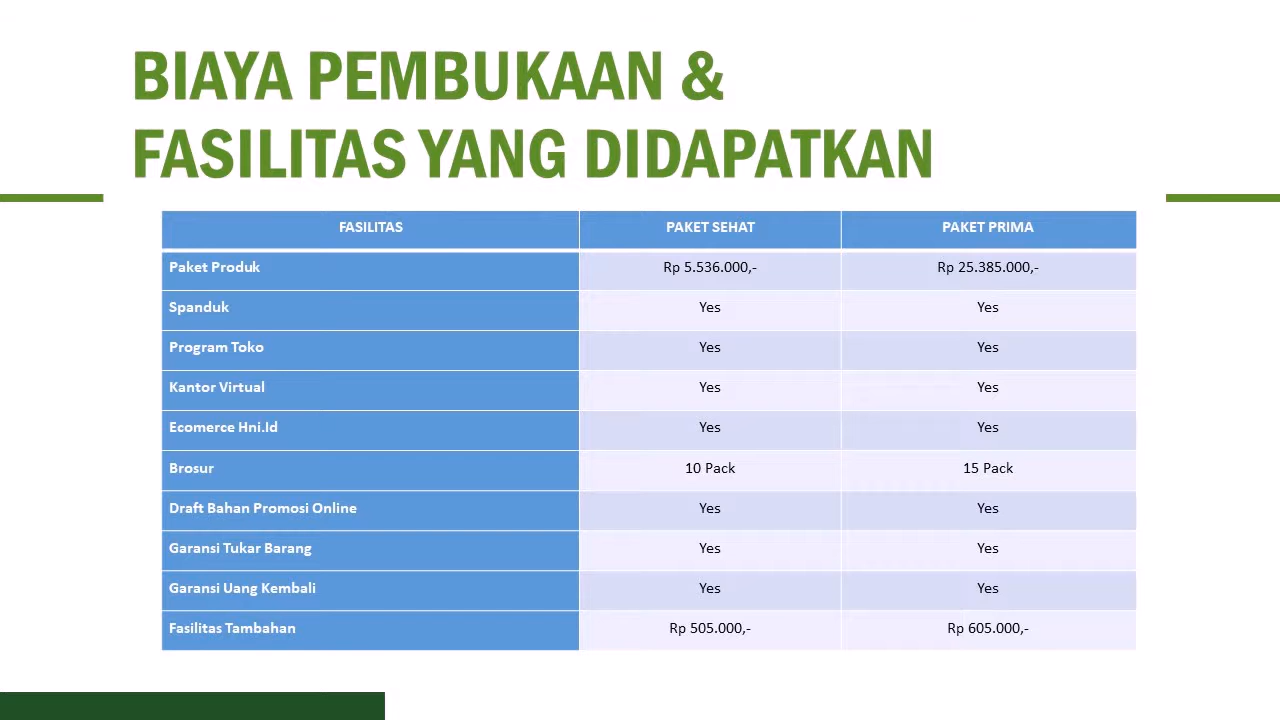 BIAYA PEMBUKAAN &
FASILITAS YANG DIDAPATKAN
FASILITAS PAKET SEHAT PAKET PRIMA
Paket Produk Rp 5.536.000,- Rp 25.385.000,-
Spanduk Yes Yes
Program Toko Yes Yes
Kantor Virtual Yes Yes
Ecomerce Hni.Id Yes Yes
Brosur 10 Pack 15 Pack
Draft Bahan Promosi Online Yes Yes
Garansi Tukar Barang Yes Yes
Garansi Uang Kembali Yes Yes
Fasilitas Tambahan Rp 505.000,- Rp 605.000,-